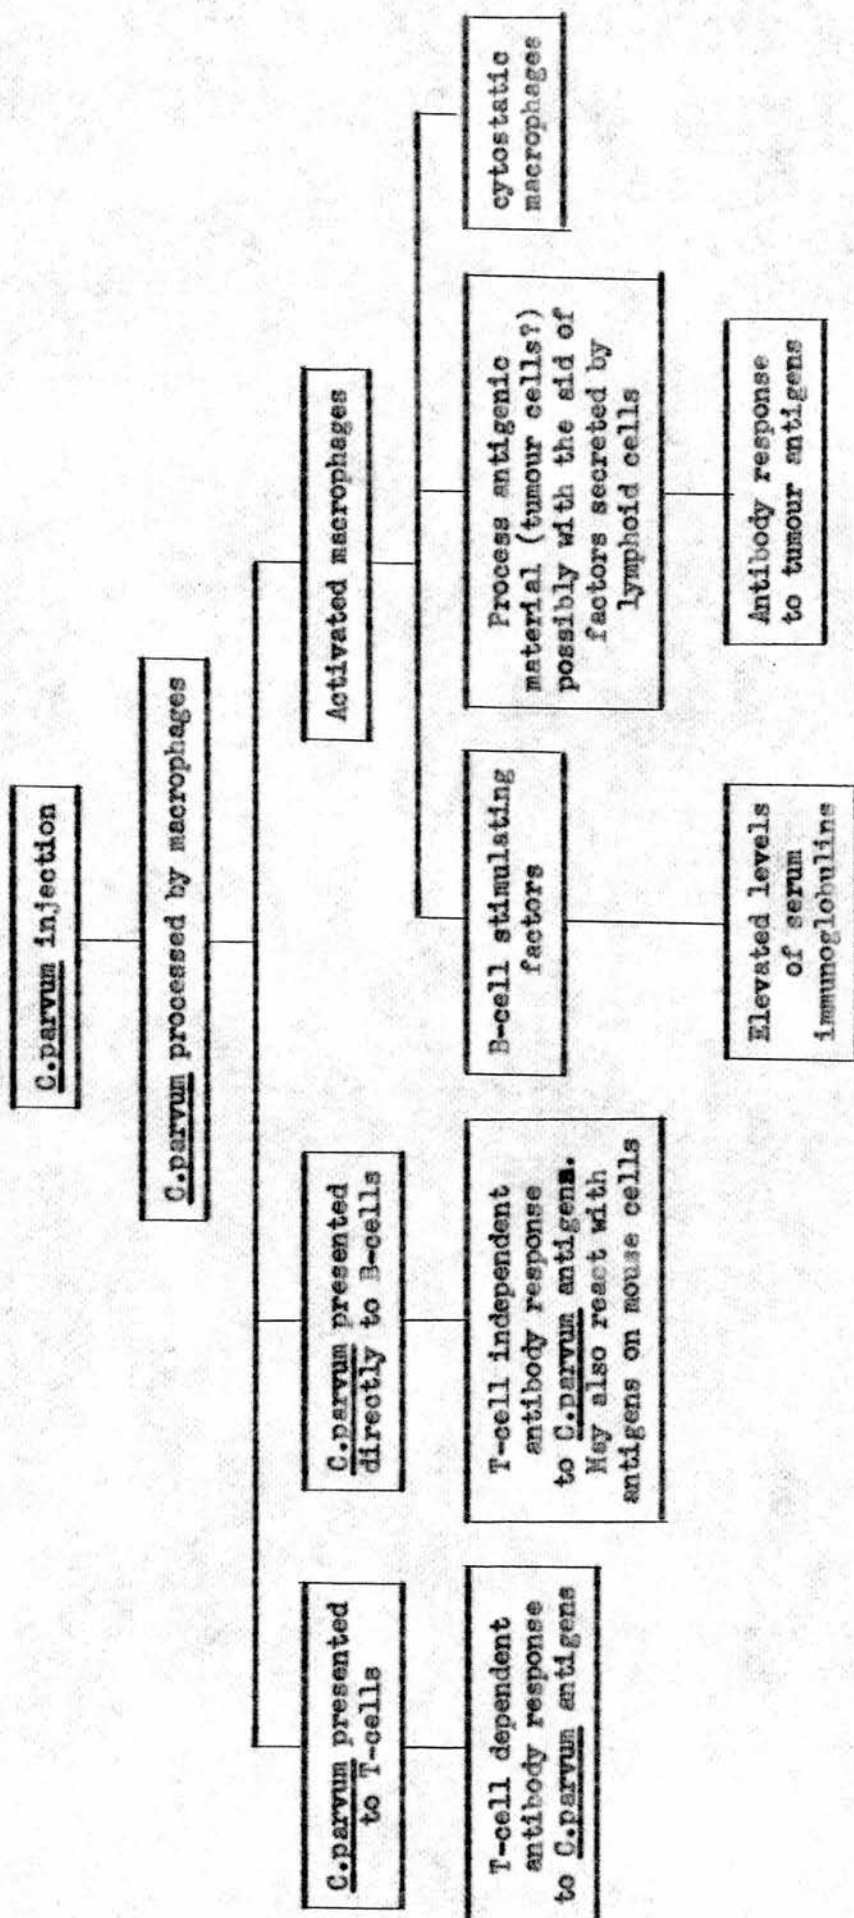 C.parvum injection
C.parvum processed by macrophages
C.parvum presented
to T-cells
C.parvum presented
directly to B-cells
Activated macrophages
T-cell dependent
antibody response
to C.parvum antigens
T-cell independent
antibody response
to C.parvum antigens.
May also react with
antigens on mouse cells
B-cell stimulating
factors
Process antigenic
material (tumour cells?)
possibly with the aid of
factors secreted by
lymphoid cells
cytostatic
macrophages
Elevated levels
of serum
immunoglobulins
Antibody response
to tumour antigens